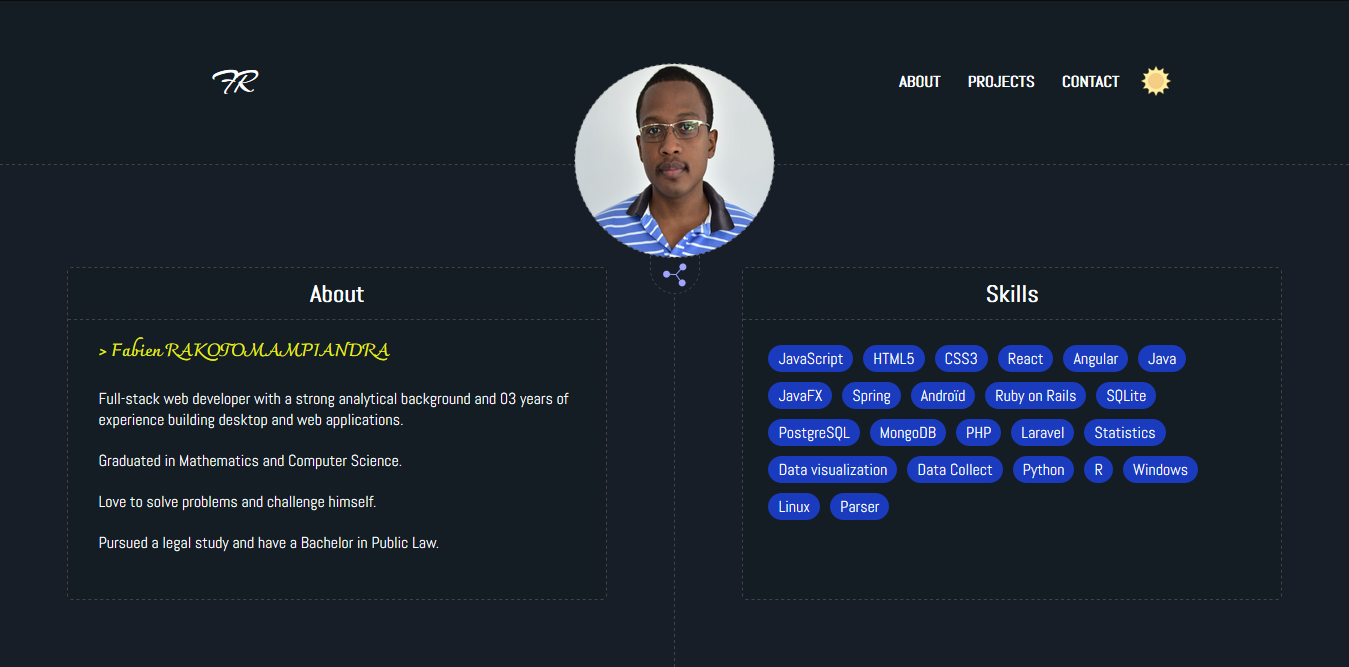 FR
ABOUT PROJECTS CONTACT
About
> Fabien RAKOTOMAMPIANDRA
Full-stack web developer with a strong analytical background and 03 years of
experience building desktop and web applications.
Graduated in Mathematics and Computer Science.
Love to solve problems and challenge himself.
Pursued a legal study and have a Bachelor in Public Law.
Skills
JavaScript HTML5 CSS3 React Angular Java
JavaFX Spring Androïd Ruby on Rails SQLite
PostgreSQL MongoDB PHP Laravel Statistics
Data visualization Data Collect Python R Windows
Linux Parser